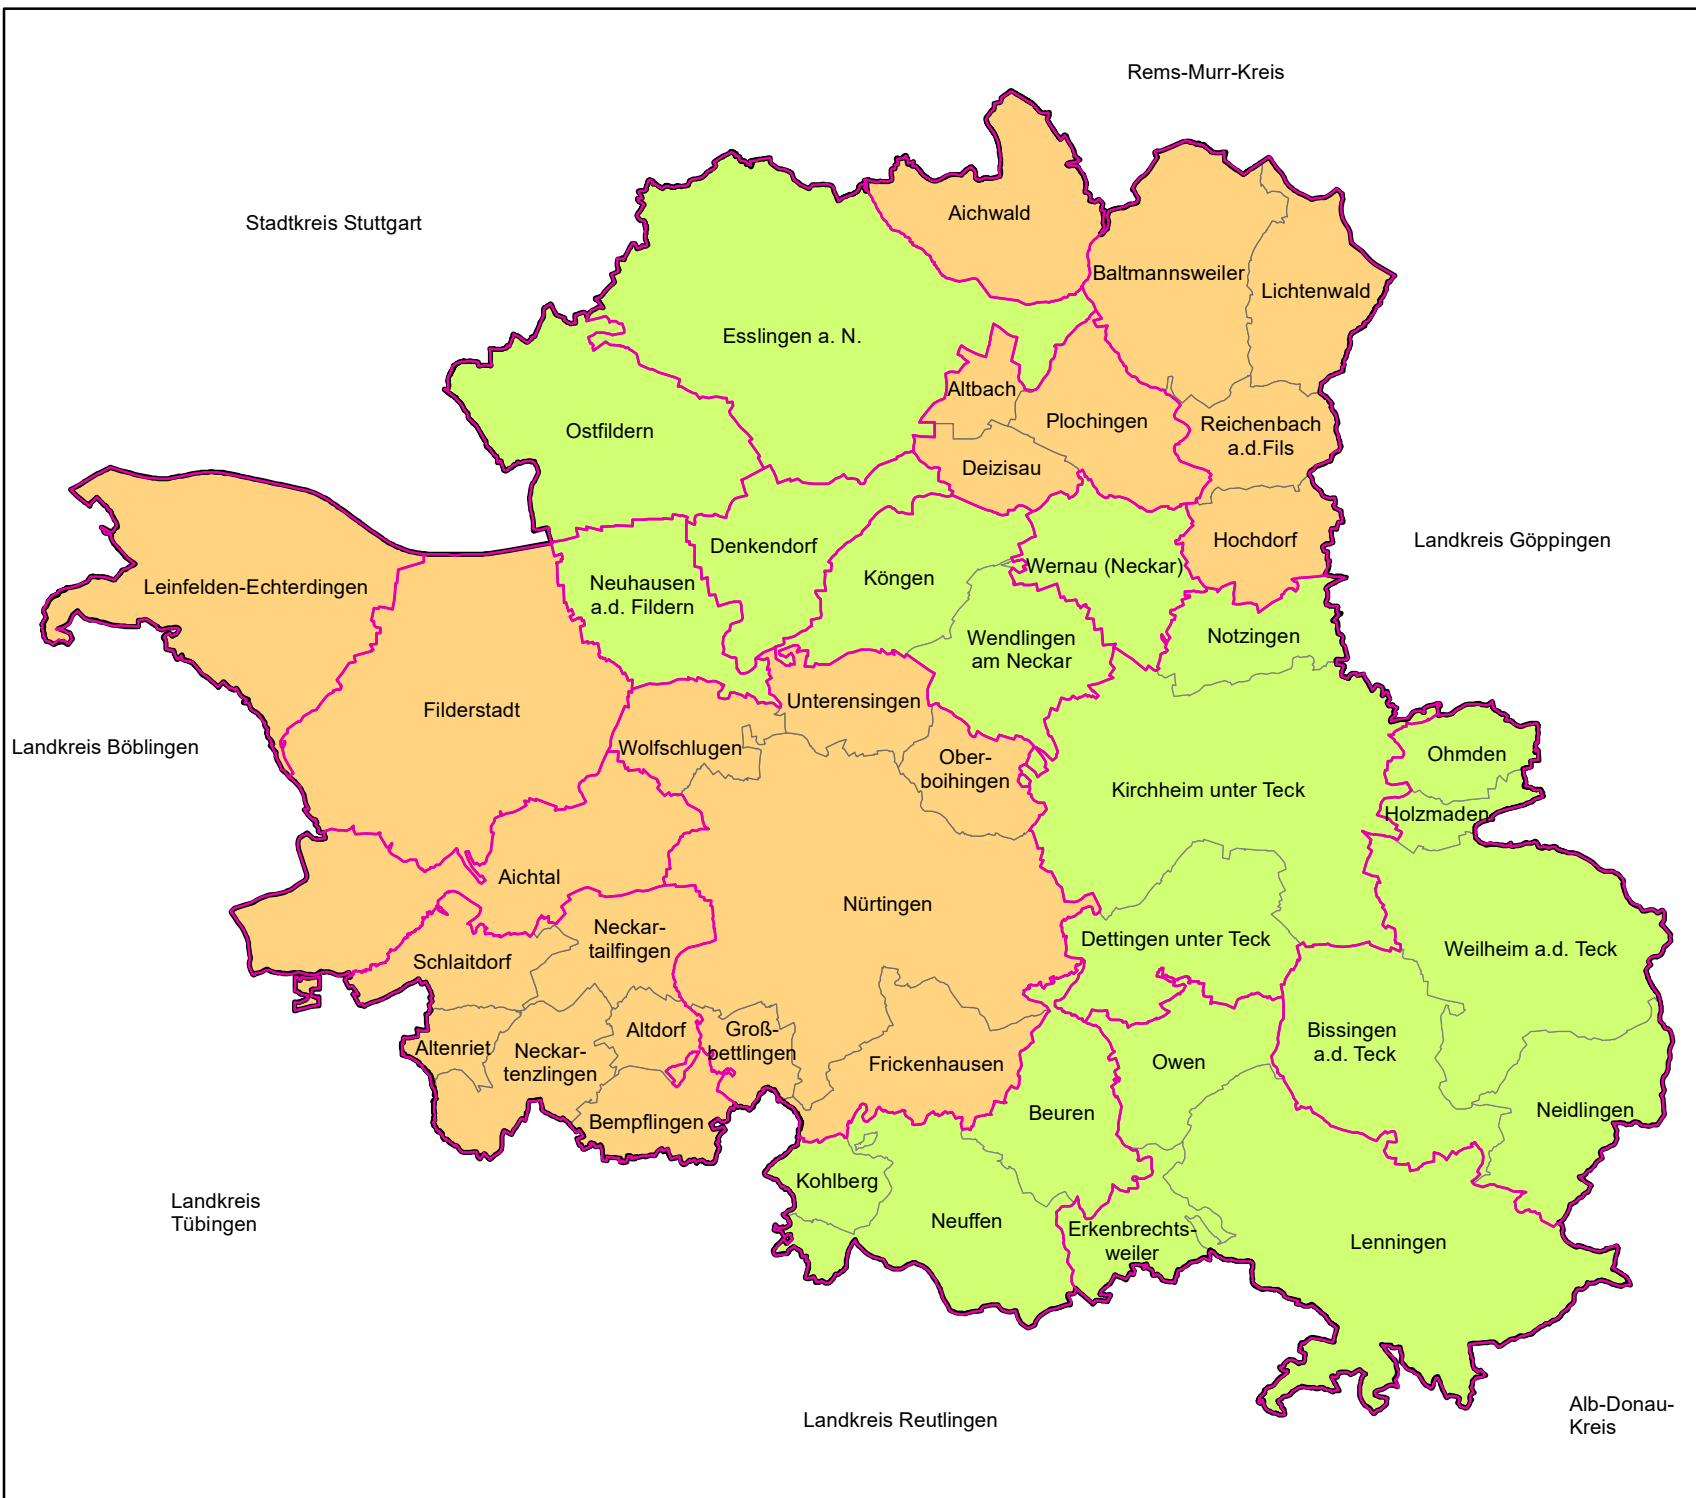 Rems-Murr-Kreis
Stadtkreis Stuttgart
Aichwald
Baltmannsweiler
Lichtenwald
Esslingen a. N.
Altbach
Plochingen
Reichenbach
a.d.Fils
Ostfildern
Deizisau
Hochdorf
Landkreis Göppingen
Denkendorf
Wernau (Neckar)
Köngen
Neuhausen
a.d. Fildern
Leinfelden-Echterdingen
Notzingen
Wendlingen
am Neckar
Unterensingen
Filderstadt
Landkreis Böblingen
Wolfschlugen
Ober-
boihingen
Ohmden
Kirchheim unter Teck
Holzmaden
Aichtal
Nürtingen
Neckar-
tailfingen
Dettingen unter Teck
Weilheim a.d. Teck
Schlaitdorf
Altdorf
Groß-
bettlingen
Bissingen
a.d. Teck
Altenriet
Neckar-
tenzlingen
Frickenhausen
Owen
Beuren
Neidlingen
Bempflingen
Kohlberg
Landkreis
Tübingen
Neuffen
Erkenbrechts-
weiler
Lenningen
Landkreis Reutlingen
Alb-Donau-
Kreis